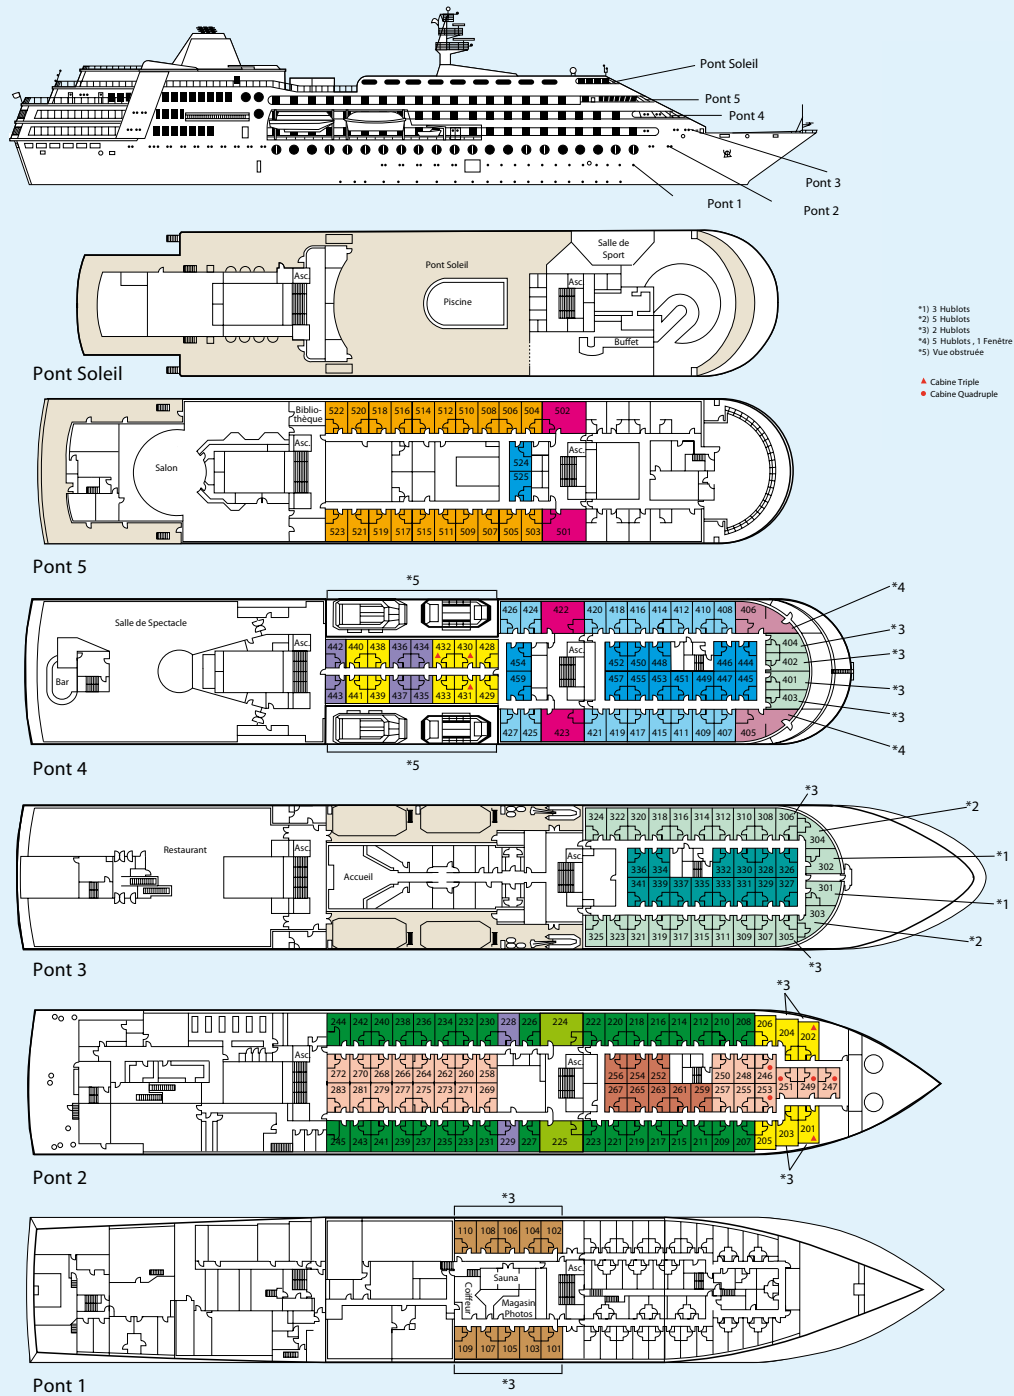 Pont Soleil
Pont 5
Pont 4
Pont 3
Pont 2
Pont 1
Salle de
Sport
Pont Soleil
Asc.
Asc.
Piscine
Buffet
Pont Soleil
*1) 3 Hublots
*2) 5 Hublots
*3) 2 Hublots
*4) 5 Hublots , 1 Fenêtre
*5) Vue obstruée
Cabine Triple
Cabine Quadruple
Biblio-
thèque
522 520 518 516 514 512 510 508 506 504 502
Asc.
Asc.
Salon
524
525
523 521 519 517 515 511 509 507 505 503 501
Pont 5
*5
*4
Salle de Spectacle
426 424 422 420 418 416 414 412 410 408 406
*3
Asc.
442 440 438 436 434 432 430 428
Asc.
404
*3
454 452 450 448 446 444
402
Bar
459 457 455 453 451 449 447 445
401
*3
443 441 439 437 435 433 431 429
403
*3
427 425 423 421 419 417 415 411 409 407 405
*4
*5
Pont 4
*3
*2
324 322 320 318 316 314 312 310 308 306
304
Restaurant
Asc.
Asc.
*1
336 334 332 330 328 326
302
Accueil
341 339 337 335 333 331 329 327
301
*1
303
325 323 321 319 317 315 311 309 307 305
*2
*3
Pont 3
*3
244 242 240 238 236 234 232 230 228 226 224 222 220 218 216 214 212 210 208 206 204 202
Asc.
Asc.
272 270 268 266 264 262 260 258
256 254 252 250 248 246
283 281 279 277 275 273 271 269
267 265 263 261 259 257 255 253 251 249 247
245 243 241 239 237 235 233 231 229 227 225 223 221 219 217 215 211 209 207 205 203 201
*3
Pont 2
*3
110 108 106 104 102
Asc.
Asc.
Sauna
Coiffeur
Magasin
Photos
109 107 105 103 101
*3
Pont 1